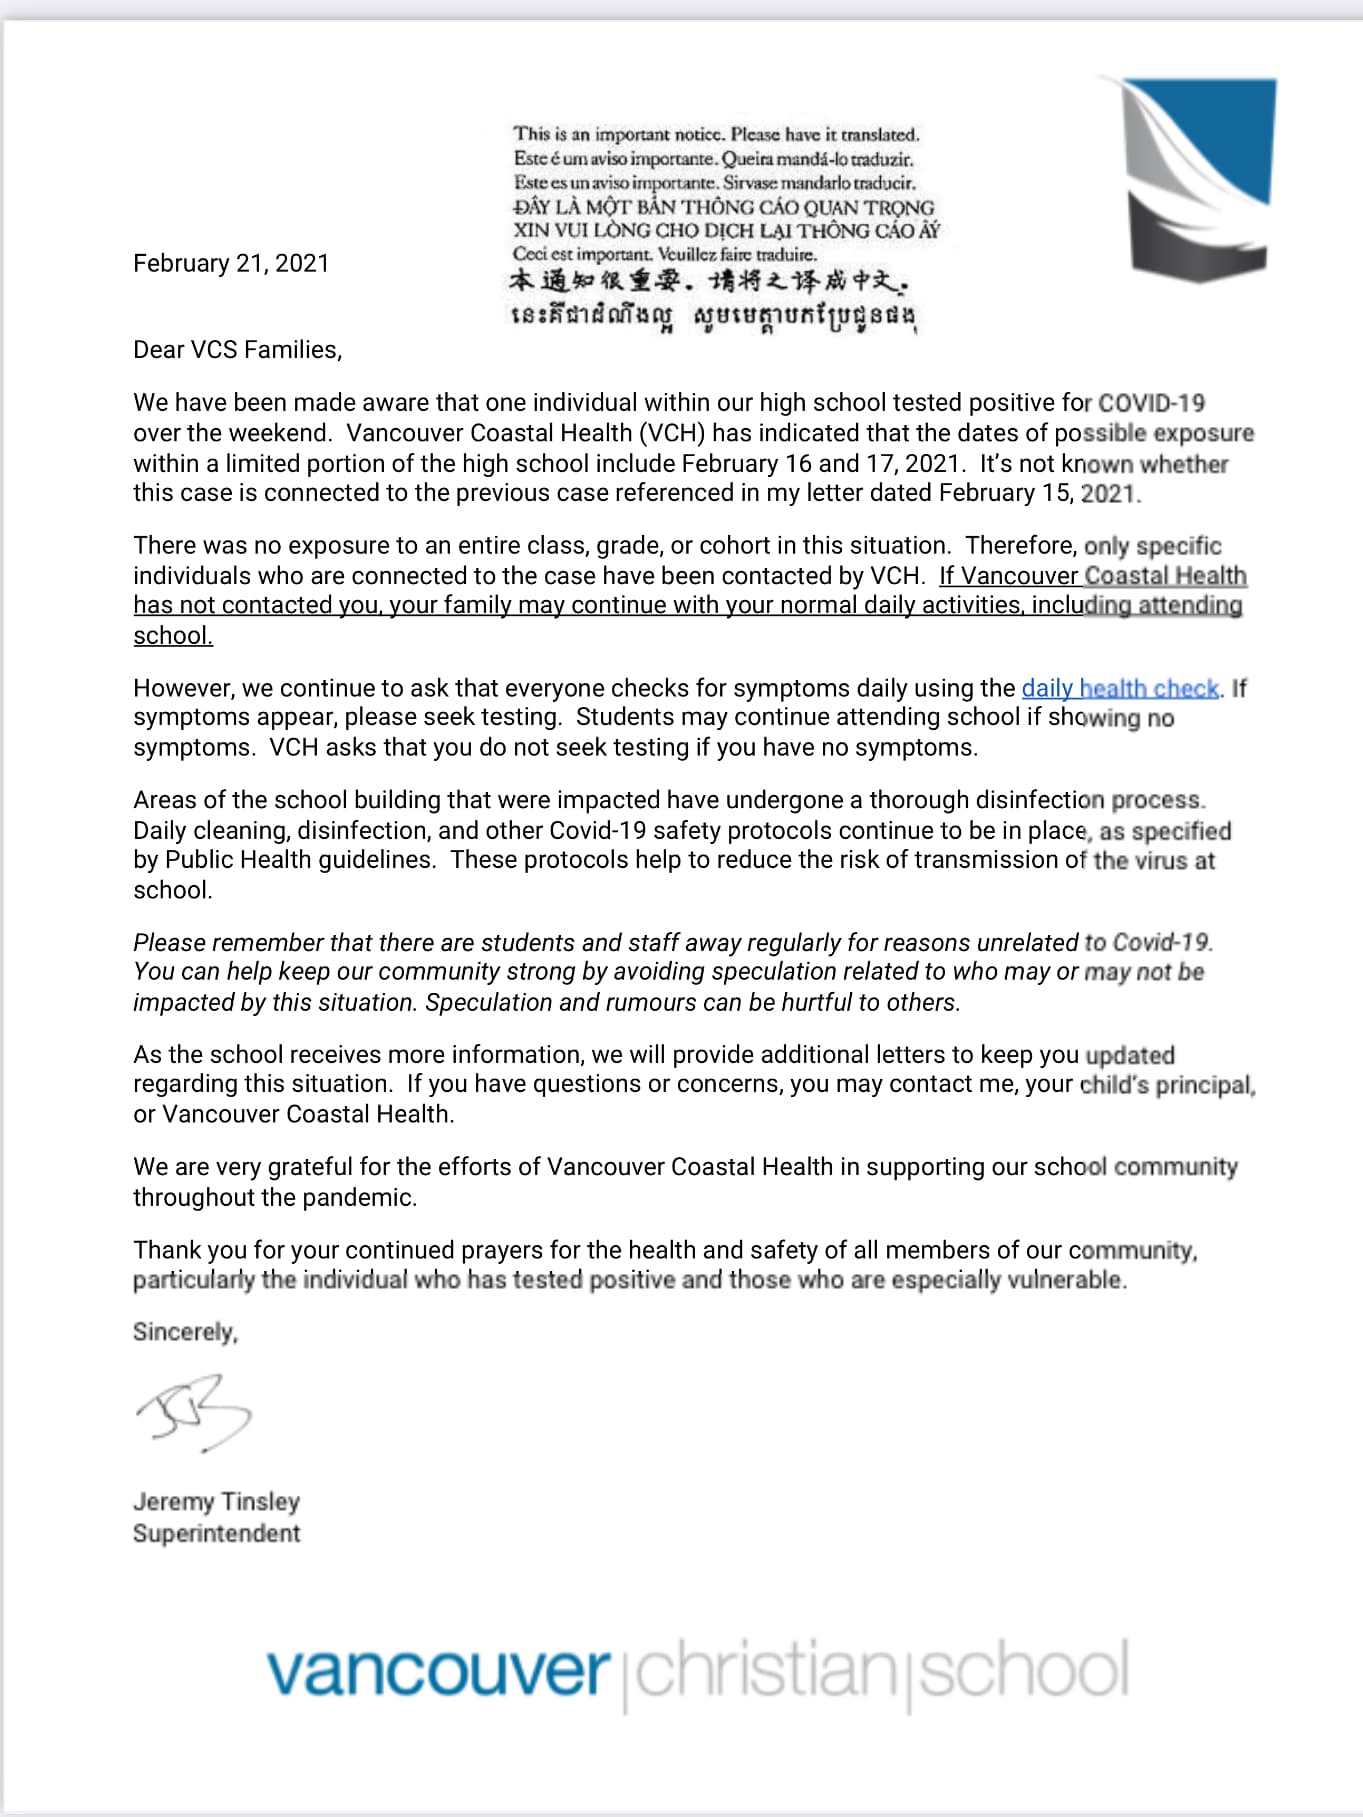 This is an important notice. Please have it translated.
Este é um aviso importante. Queira mandá-lo traduzir.
Este es un aviso importante. Sirvase mandarlo traducir.
ĐÂY LÀ MỘT BẢN THÔNG CÁO QUAN TRỌNG
XIN VUI LÒNG CHO DỊCH LẠI THÔNG CÁO ẤY
Ceci est important. Veuillez faire traduire.
本通知很重要。请将之译成中文。
នេះគឺជាដំណឹងល្អ សូមមេត្តាបកប្រែជូនផង
February 21, 2021
Dear VCS Families,
We have been made aware that one individual within our high school tested positive for COVID-19
over the weekend. Vancouver Coastal Health (VCH) has indicated that the dates of possible exposure
within a limited portion of the high school include February 16 and 17, 2021. It’s not known whether
this case is connected to the previous case referenced in my letter dated February 15, 2021.
There was no exposure to an entire class, grade, or cohort in this situation. Therefore, only specific
individuals who are connected to the case have been contacted by VCH. If Vancouver Coastal Health
has not contacted you, your family may continue with your normal daily activities, including attending
school.
However, we continue to ask that everyone checks for symptoms daily using the daily health check. If
symptoms appear, please seek testing. Students may continue attending school if showing no
symptoms. VCH asks that you do not seek testing if you have no symptoms.
Areas of the school building that were impacted have undergone a thorough disinfection process.
Daily cleaning, disinfection, and other Covid-19 safety protocols continue to be in place, as specified
by Public Health guidelines. These protocols help to reduce the risk of transmission of the virus at
school.
Please remember that there are students and staff away regularly for reasons unrelated to Covid-19.
You can help keep our community strong by avoiding speculation related to who may or may not be
impacted by this situation. Speculation and rumours can be hurtful to others.
As the school receives more information, we will provide additional letters to keep you updated
regarding this situation. If you have questions or concerns, you may contact me, your child’s principal,
or Vancouver Coastal Health.
We are very grateful for the efforts of Vancouver Coastal Health in supporting our school community
throughout the pandemic.
Thank you for your continued prayers for the health and safety of all members of our community,
particularly the individual who has tested positive and those who are especially vulnerable.
Sincerely,
Jeremy Tinsley
Superintendent
vancouver|christian|school